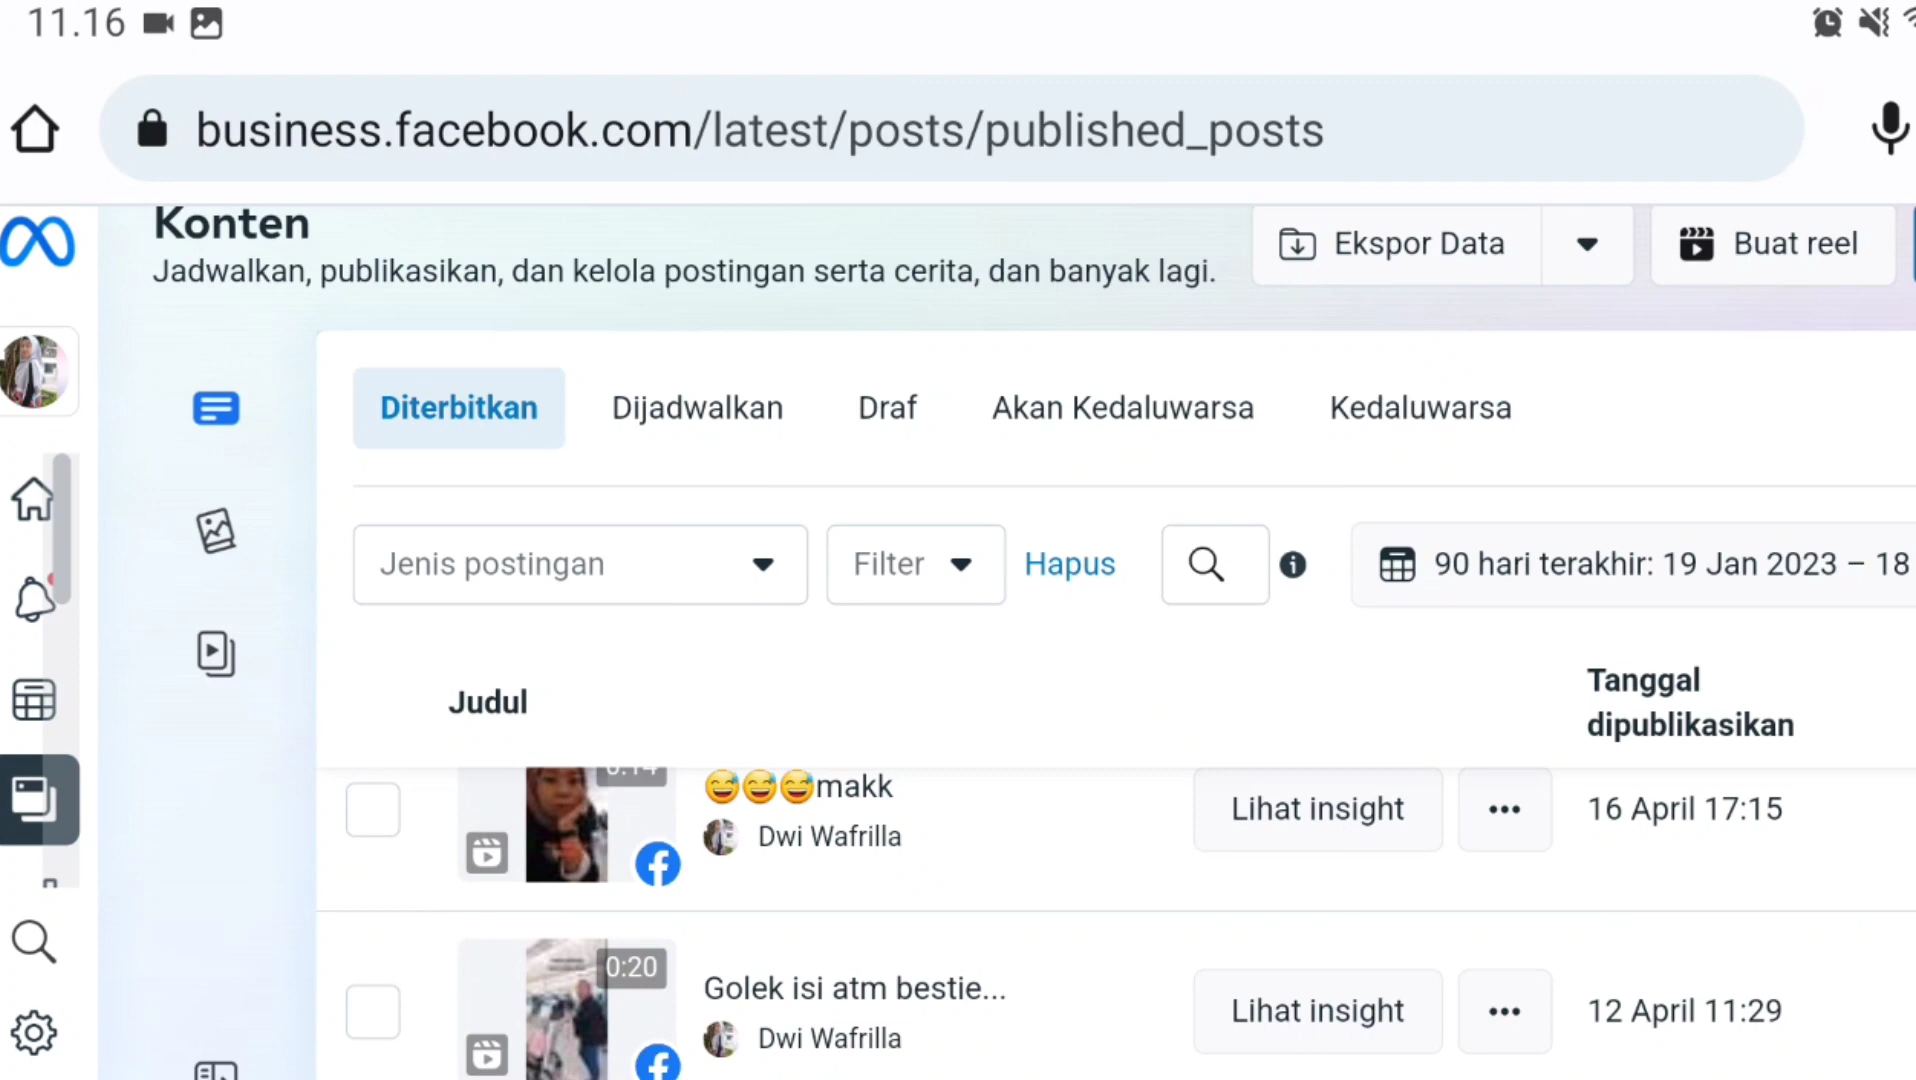 11.16
business.facebook.com/latest/posts/published_posts
Konten
Jadwalkan, publikasikan, dan kelola postingan serta cerita, dan banyak lagi.
Ekspor Data
Buat reel
Diterbitkan
Dijadwalkan
Draf
Akan Kedaluwarsa
Kedaluwarsa
Jenis postingan
Filter
Hapus
90 hari terakhir: 19 Jan 2023 – 18
Judul
Tanggal
dipublikasikan
0:14
😅😅😅makk
Dwi Wafrilla
Lihat insight
16 April 17:15
0:20
Golek isi atm bestie...
Dwi Wafrilla
Lihat insight
12 April 11:29